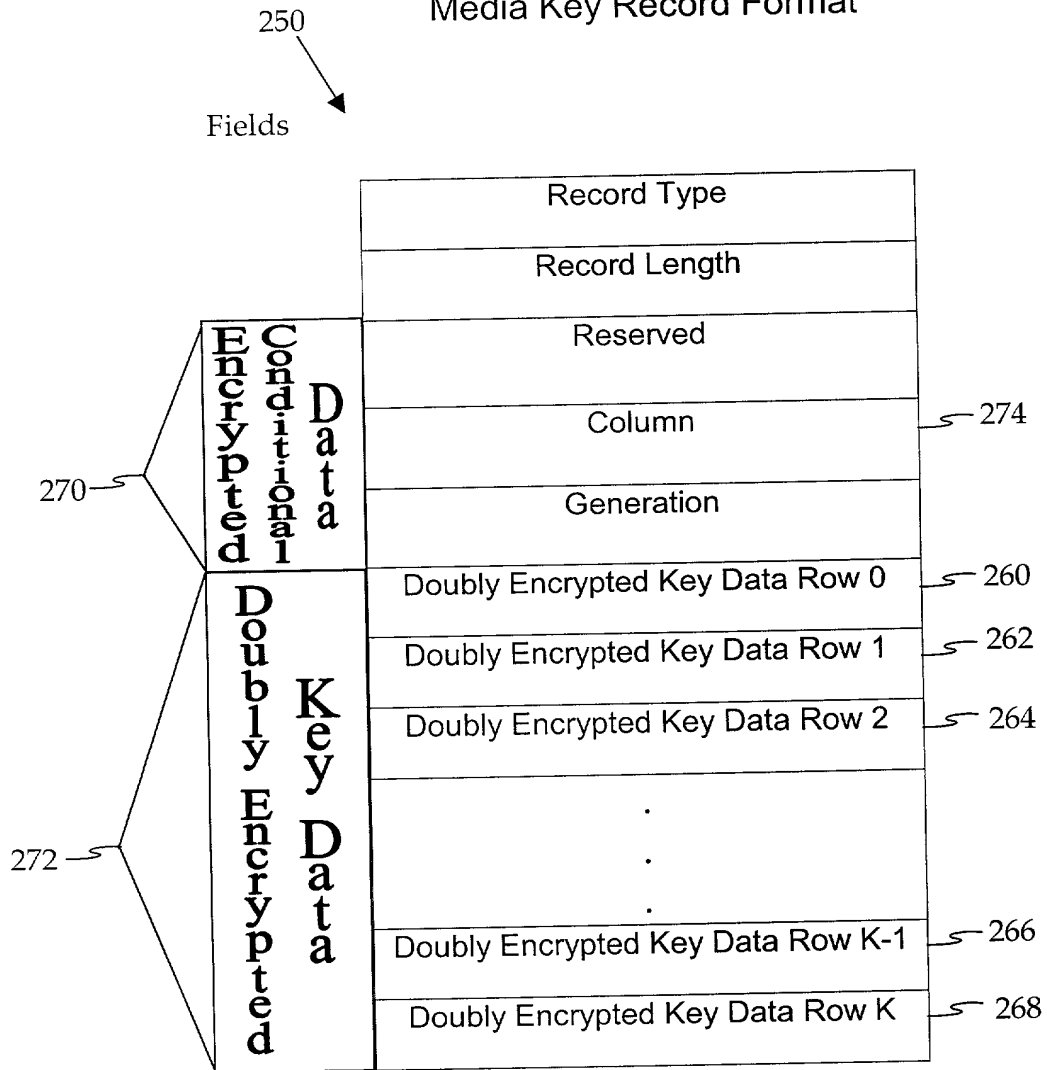 Media Key Record Format
250
Fields
Record Type
Record Length
Encrypted Conditional Data
Reserved
Column
274
270
Generation
Doubly Encrypted Key Data
Doubly Encrypted Key Data Row 0
260
Doubly Encrypted Key Data Row 1
262
Doubly Encrypted Key Data Row 2
264
.
.
.
272
Doubly Encrypted Key Data Row K-1
266
Doubly Encrypted Key Data Row K
268